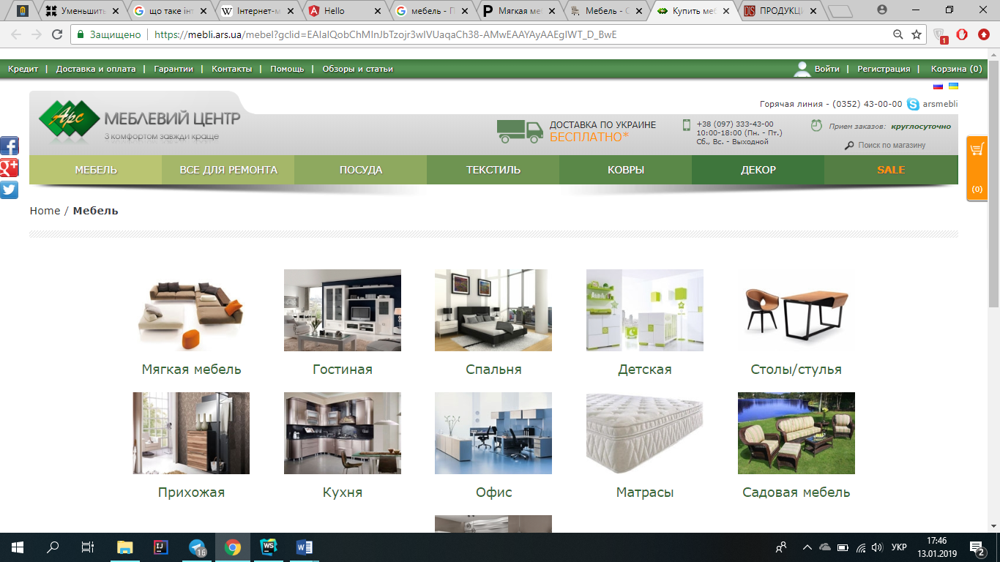 Уменьшить
що таке інт
Інтернет-м
Hello
мебель - П
Мягкая меб
Мебель - С
Купить меб
ПРОДУКЦІ
Защищено https://mebli.ars.ua/mebel?gclid=EAIaIQobChMInJbTzojr3wIVUaqaCh38-AMwEAAYAyAAEgIWT_D_BwE
1
Кредит | Доставка и оплата | Гарантии | Контакты | Помощь | Обзоры и статьи
Войти | Регистрация | Корзина (0)
Горячая линия - (0352) 43-00-00 arsmebli
Арс МЕБЛЕВИЙ ЦЕНТР
З комфортом завжди краще
ДОСТАВКА ПО УКРАИНЕ
БЕСПЛАТНО*
+38 (097) 333-43-00
10:00-18:00 (Пн. - Пт.)
Сб., Вс. - Выходной
Прием заказов: круглосуточно
Поиск по магазину
МЕБЕЛЬ ВСЕ ДЛЯ РЕМОНТА ПОСУДА ТЕКСТИЛЬ КОВРЫ ДЕКОР SALE
(0)
Home / Мебель
Мягкая мебель Гостиная Спальня Детская Столы/стулья
Прихожая Кухня Офис Матрасы Садовая мебель
16
УКР
17:46
13.01.2019
2